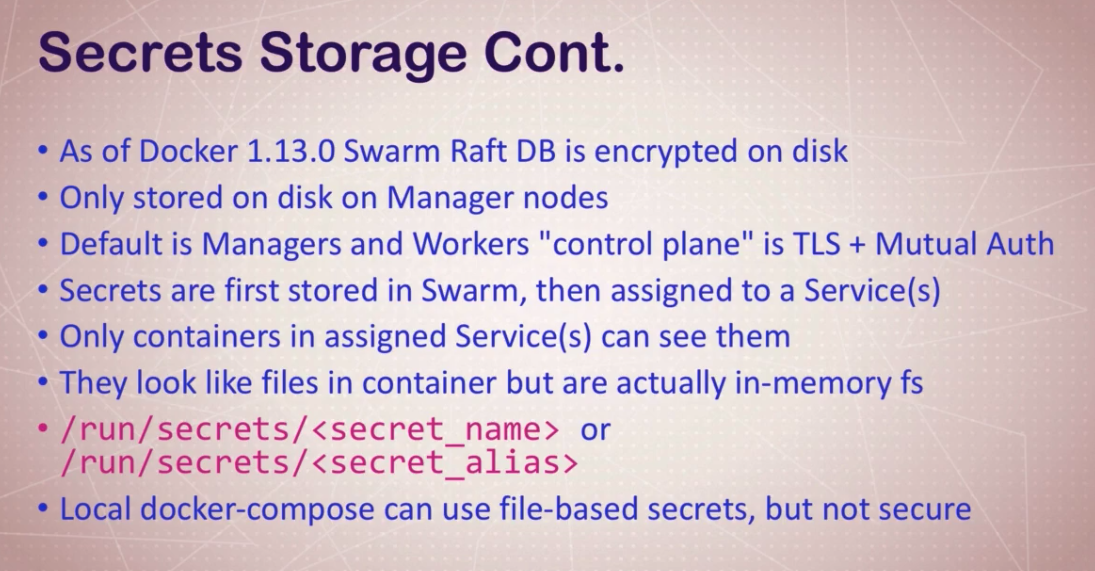 Secrets Storage Cont.
• As of Docker 1.13.0 Swarm Raft DB is encrypted on disk
• Only stored on disk on Manager nodes
• Default is Managers and Workers "control plane" is TLS + Mutual Auth
• Secrets are first stored in Swarm, then assigned to a Service(s)
• Only containers in assigned Service(s) can see them
• They look like files in container but are actually in-memory fs
• /run/secrets/<secret_name> or
/run/secrets/<secret_alias>
• Local docker-compose can use file-based secrets, but not secure